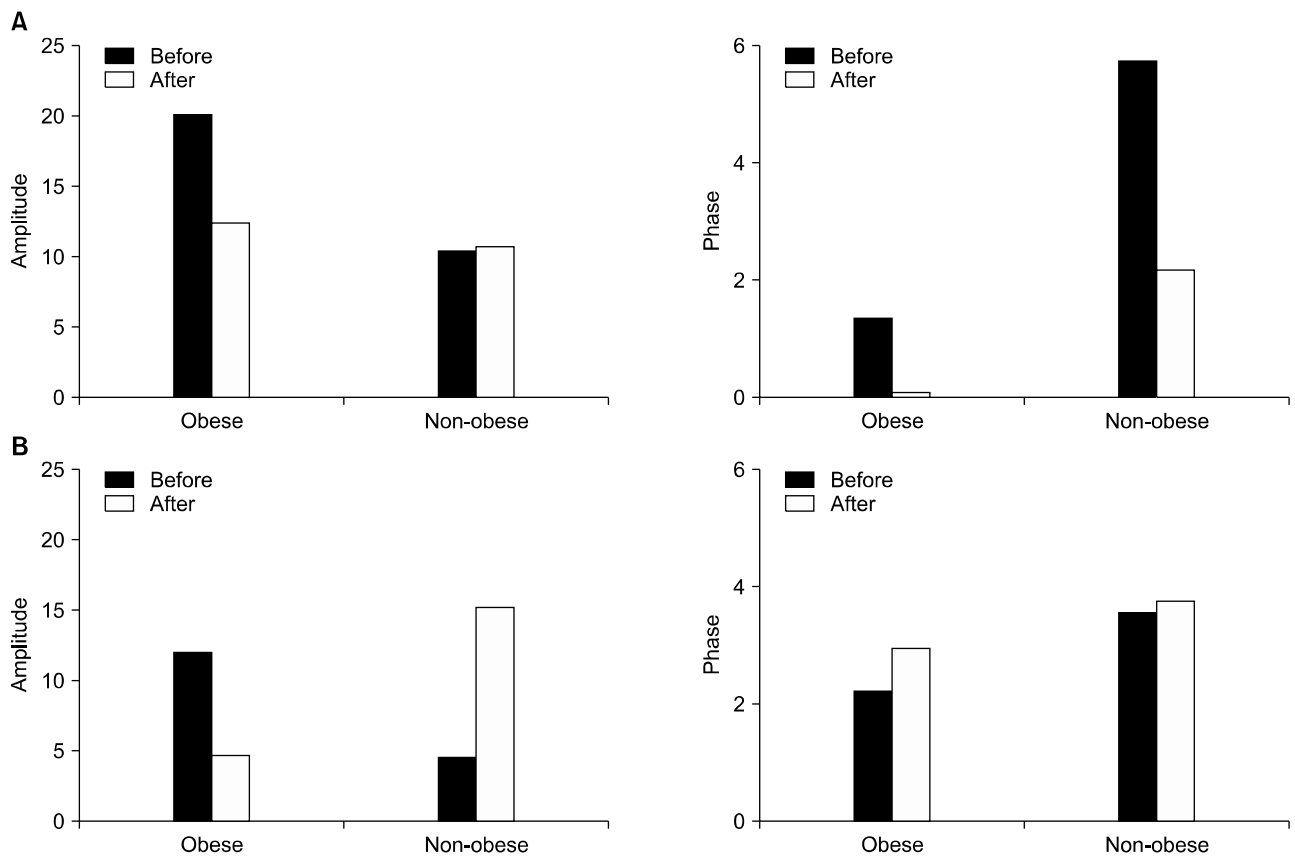 A
25
20
15
10
5
0
Amplitude
Before
After
Obese
Non-obese
6
4
2
0
Phase
Before
After
Obese
Non-obese
B
25
20
15
10
5
0
Amplitude
Before
After
Obese
Non-obese
6
4
2
0
Phase
Before
After
Obese
Non-obese